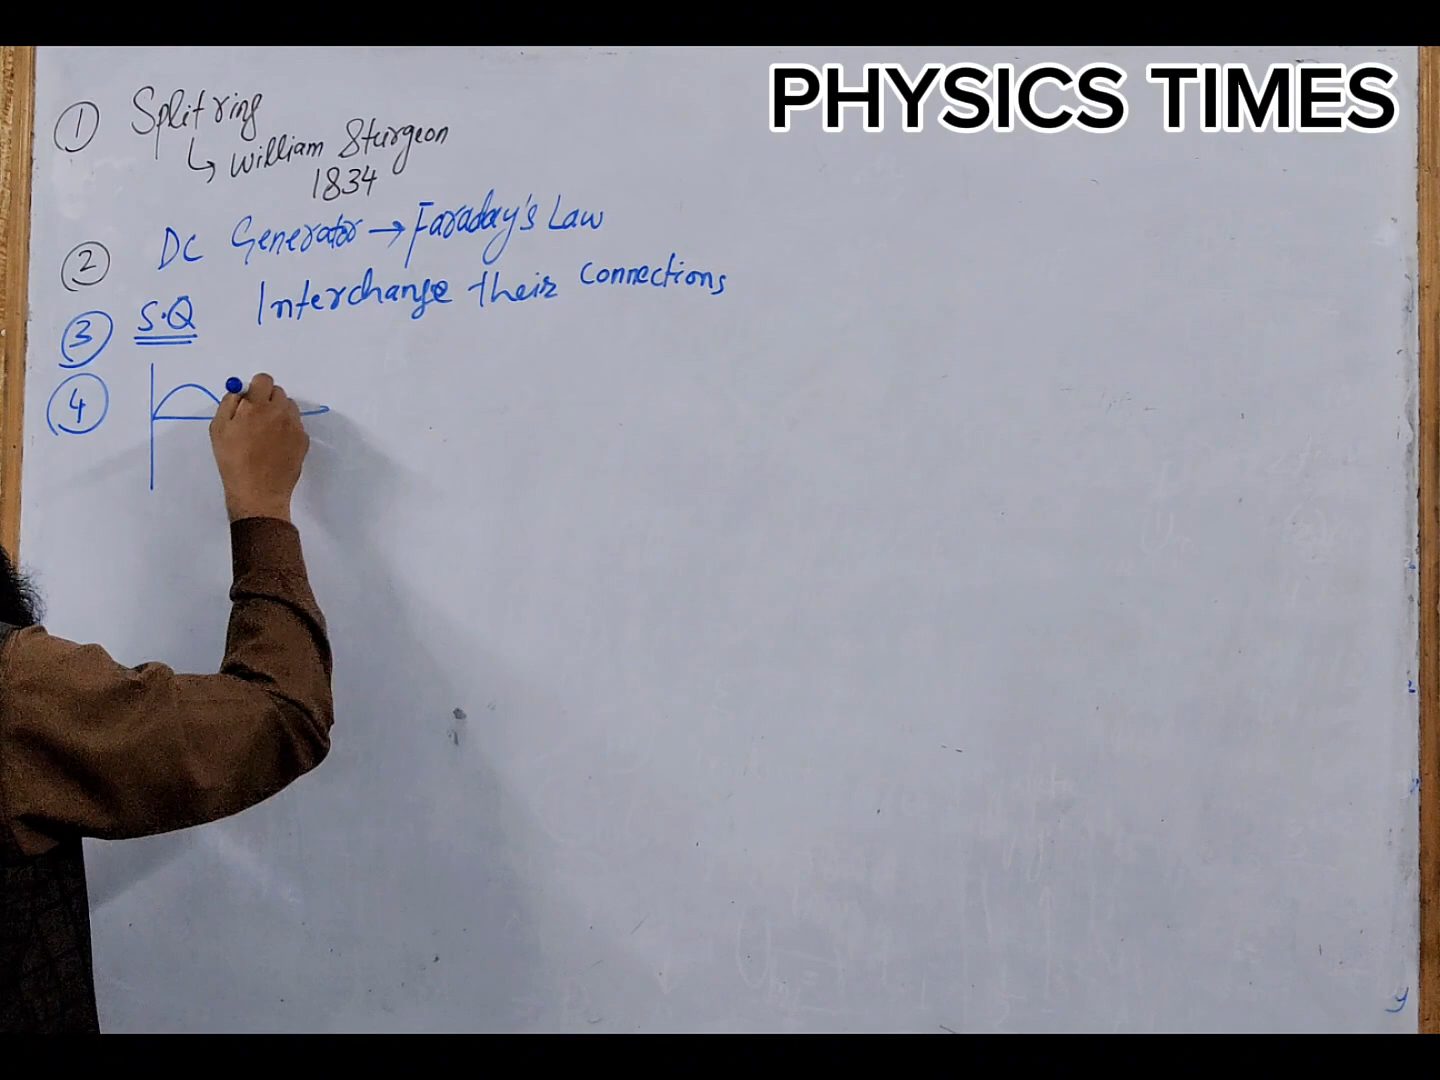 PHYSICS TIMES
① Split ring
↳ William Sturgeon
1834
② DC Generator → Faraday's Law
③ S.Q Interchange their connections
④